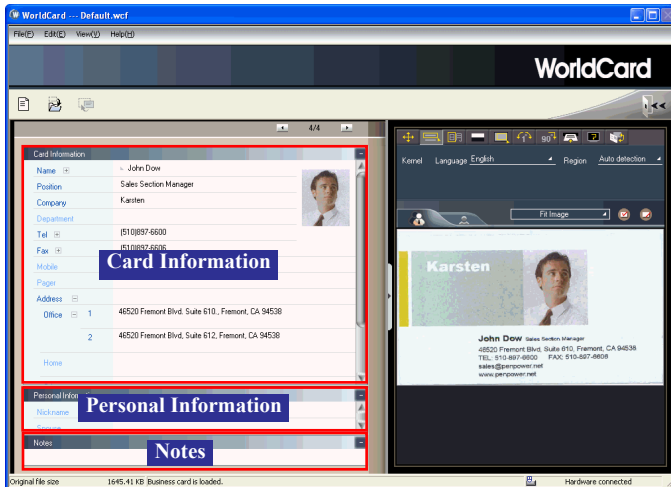 WorldCard --- Default.wcf
File(F) Edit(E) View(V) Help(H)
WorldCard
4/4
Card Information
Name John Dow
Position Sales Section Manager
Company Karsten
Department
Tel (510)897-6600
Fax (510)897-6606
Card Information
Mobile
Pager
Address
Office 1 46520 Fremont Blvd. Suite 610., Fremont, CA 94538
2 46520 Fremont Blvd, Suite 612, Fremont, CA 94538
Home
Personal Information
Nickname
Spouse
Notes
Notes
Kernel Language English Region Auto detection
90°
Fit Image
Karsten
John Dow Sales Section Manager
46520 Fremont Blvd, Suite 610, Fremont, CA 94538
TEL: 510-897-6600 FAX: 510-897-6608
sales@penpower.net
www.penpower.net
Original file size 1645.41 KB Business card is loaded. Hardware connected